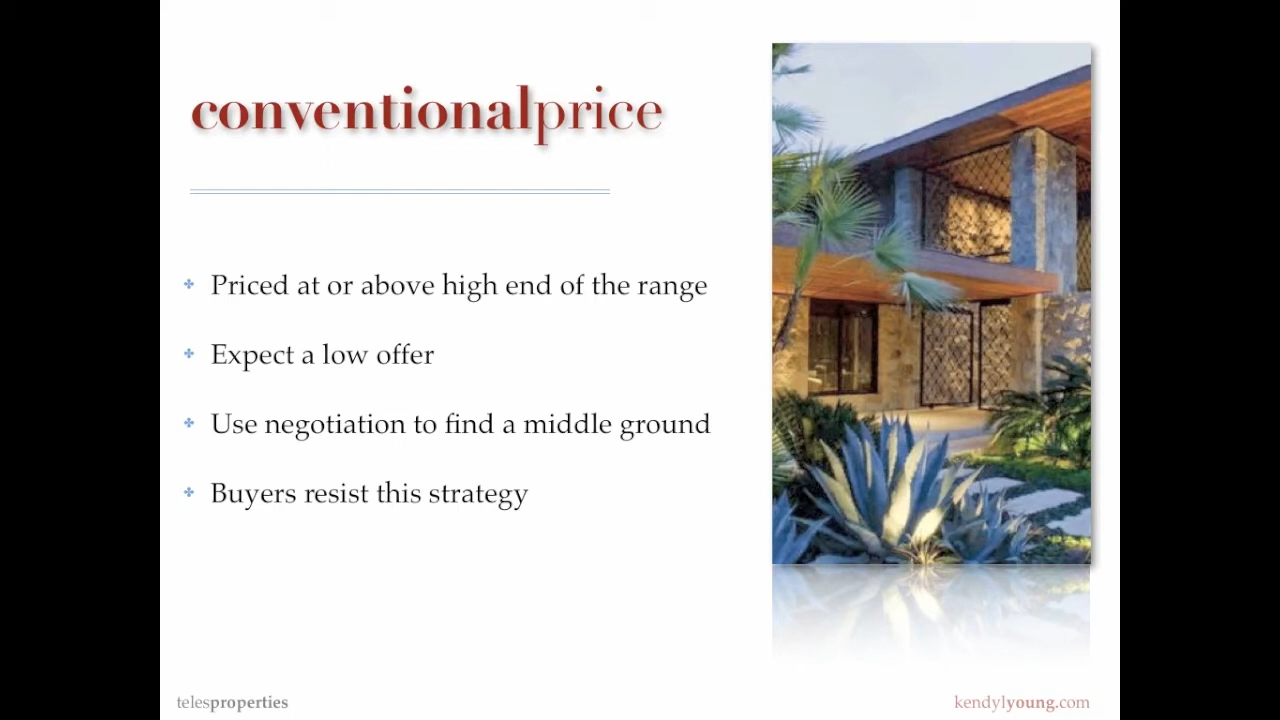 conventionalprice
Priced at or above high end of the range
Expect a low offer
Use negotiation to find a middle ground
Buyers resist this strategy
telesproperties
kendylyoung.com